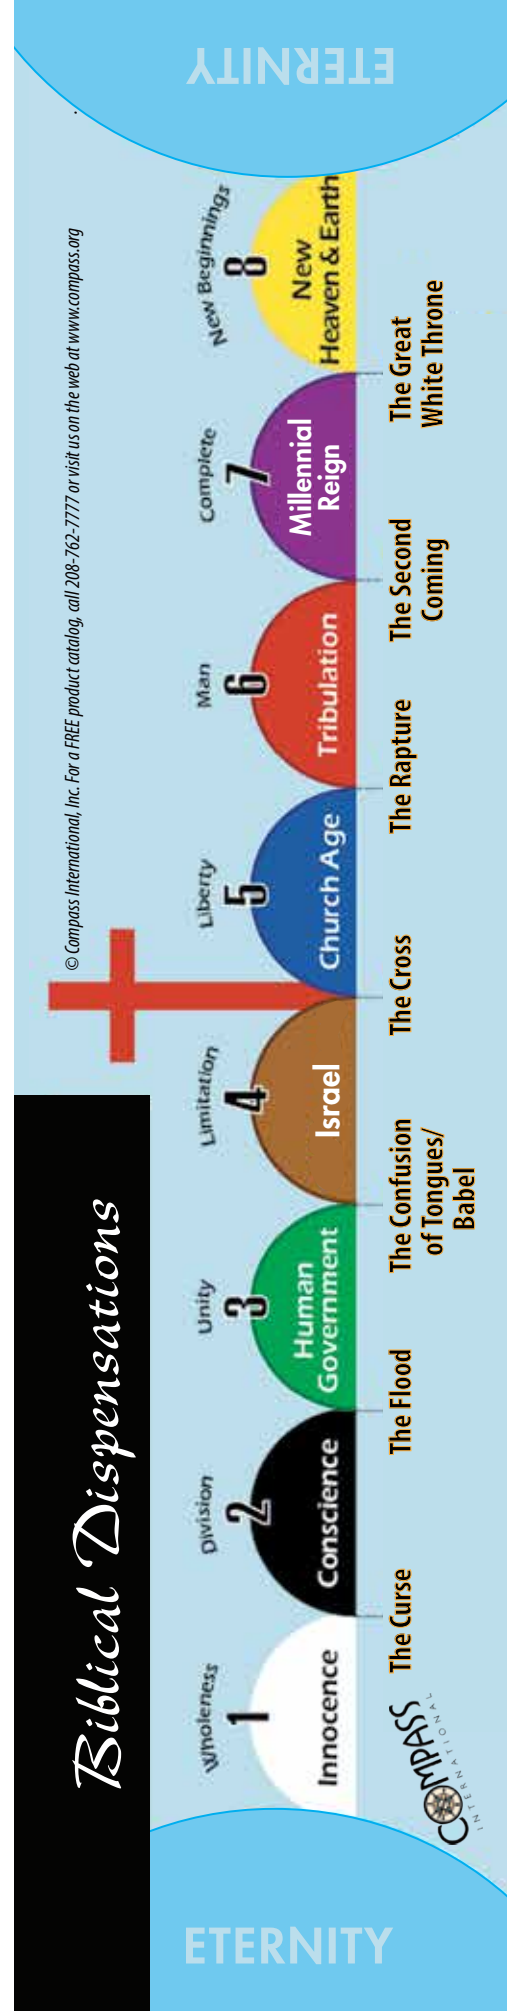 Biblical Dispensations
© Compass International, Inc. For a FREE product catalog, call 208-762-7777 or visit us on the web at www.compass.org
ETERNITY
Wholeness
1
Innocence
The Curse
Division
2
Conscience
The Flood
Unity
3
Human
Government
The Confusion
of Tongues/
Babel
Limitation
4
Israel
The Cross
Liberty
5
Church Age
The Rapture
Man
6
Tribulation
The Second
Coming
Complete
7
Millennial
Reign
The Great
White Throne
New Beginnings
8
New
Heaven & Earth
ETERNITY
COMPASS
INTERNATIONAL